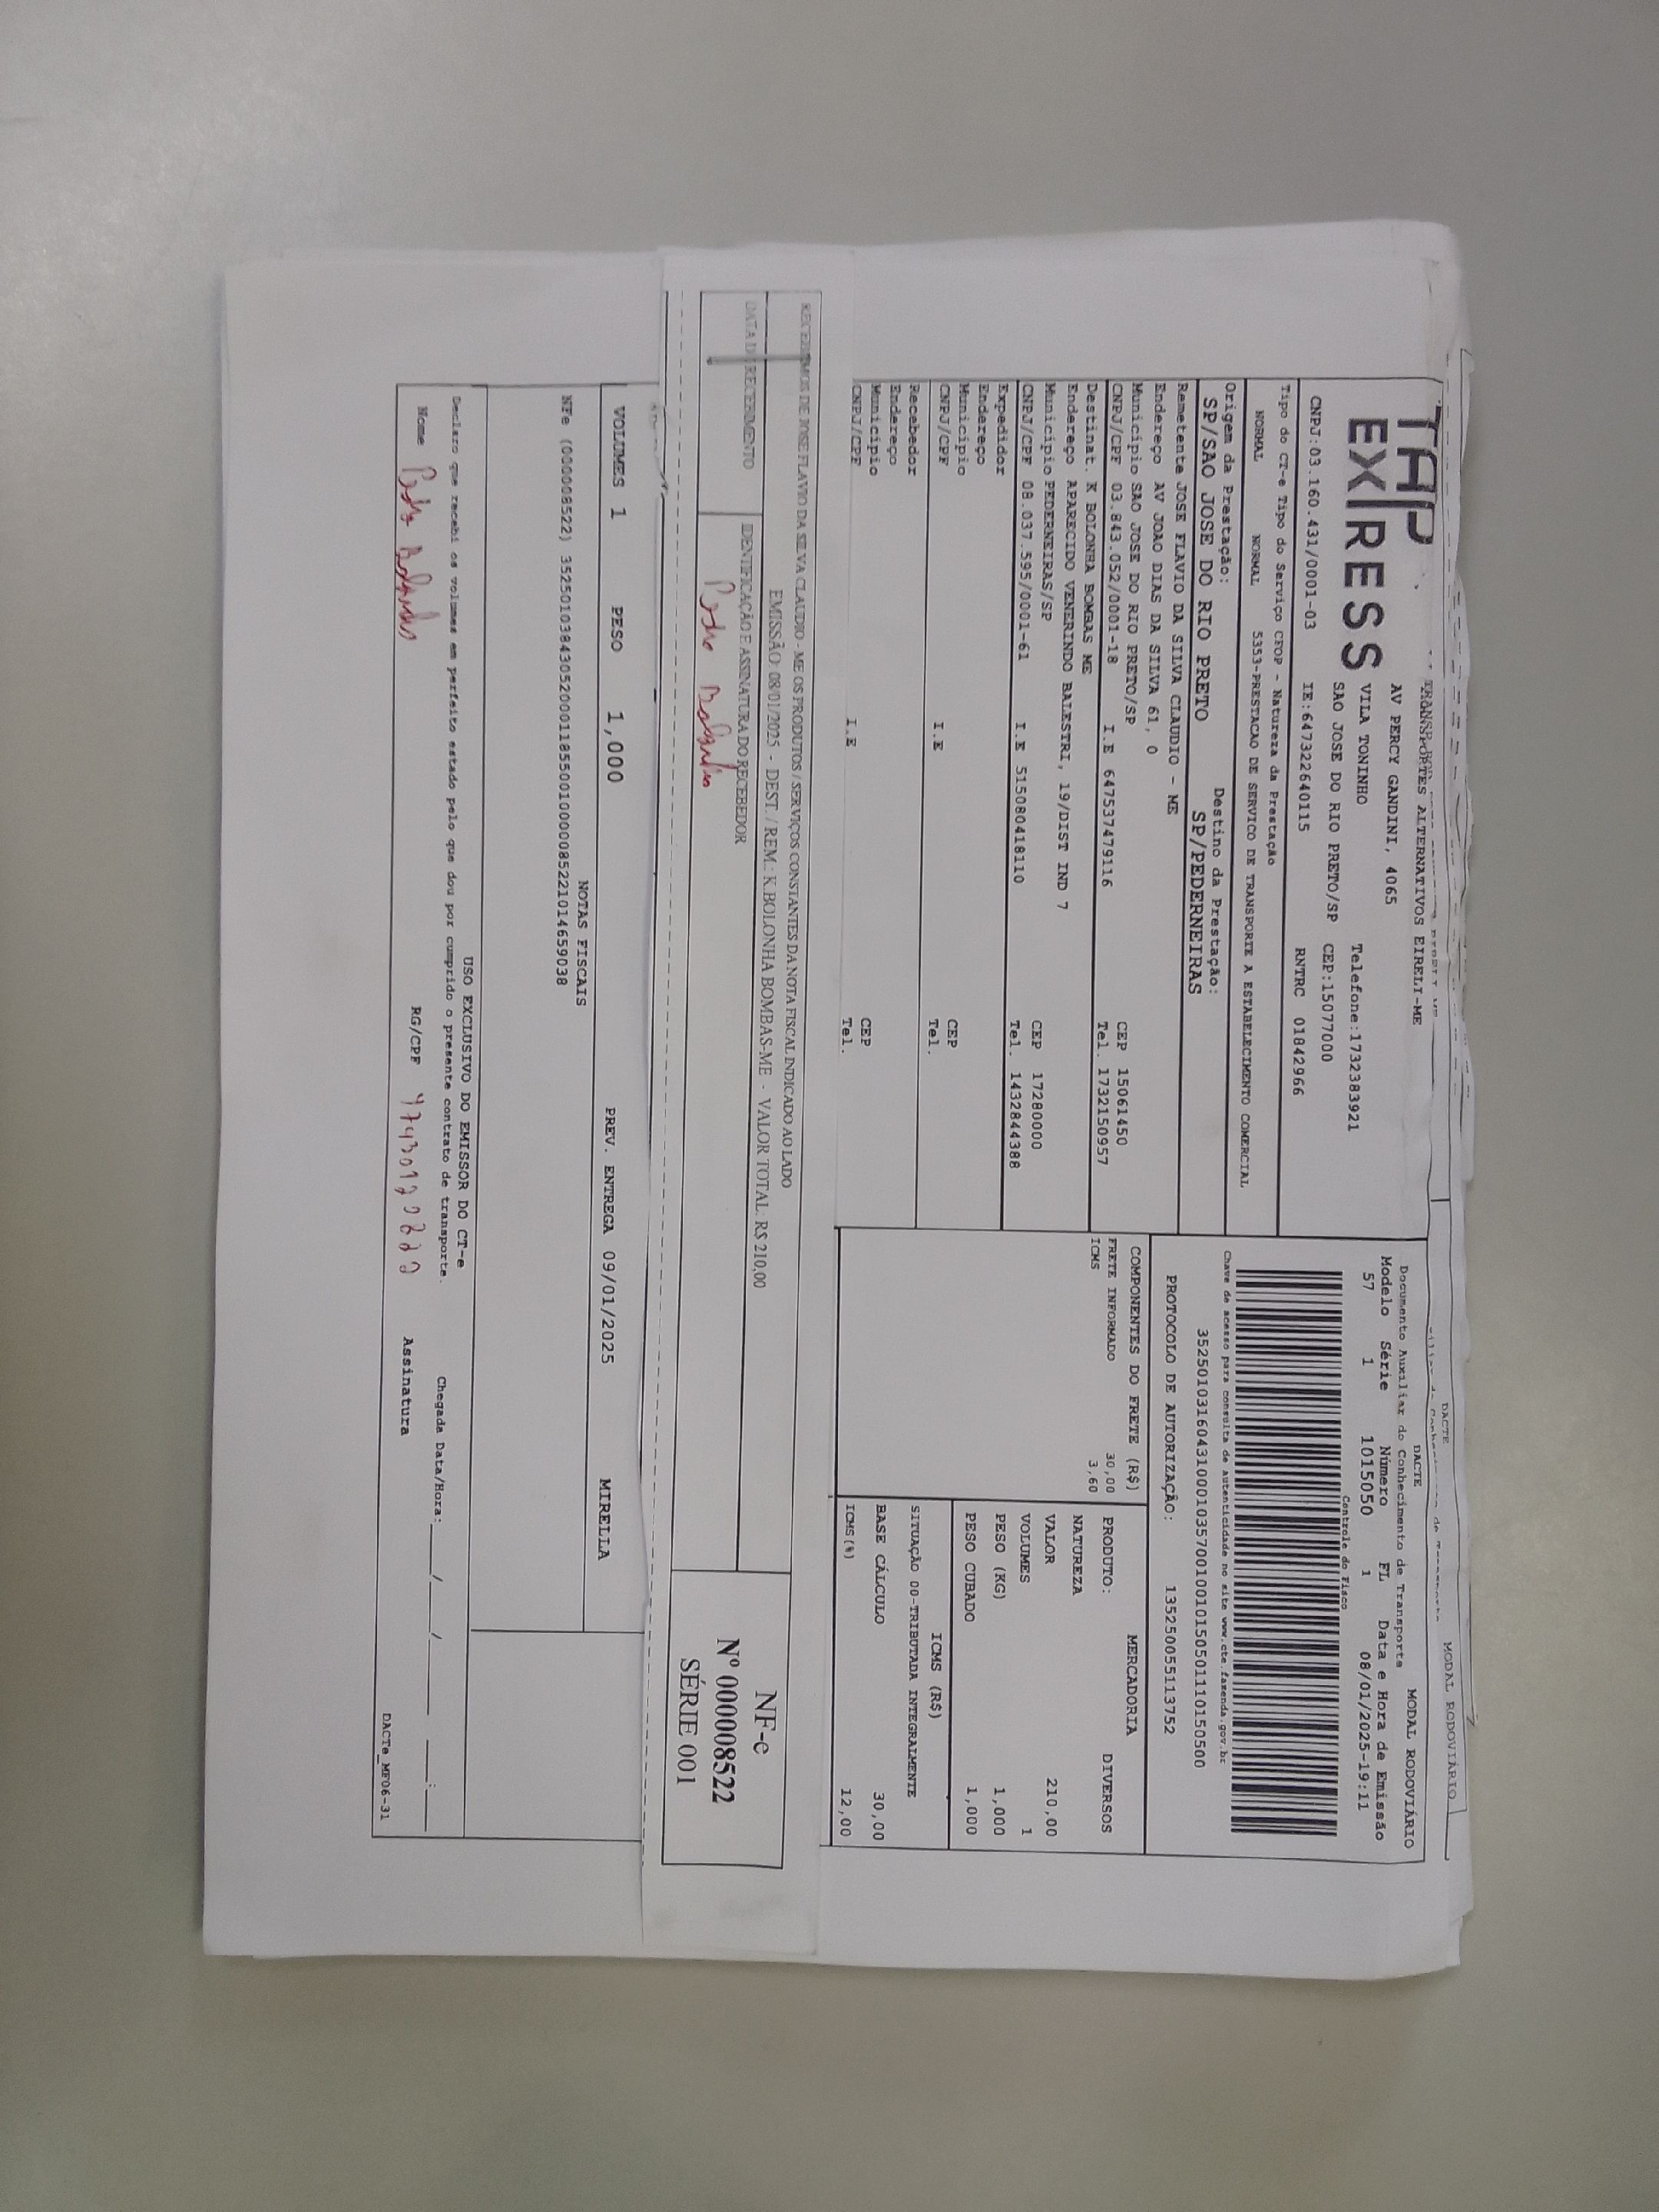 TAP EXPRESS
TRANSPORTES ALTERNATIVOS EIRELI-ME
AV PERCY GANDINI, 4065
VILA TONINHO
SAO JOSE DO RIO PRETO/SP
Telefone:1732383921
CEP:15077000
CNPJ:03.160.431/0001-03 IE:647322640115 RNTRC 01842966
DACTE MODAL RODOVIÁRIO
DACTE MODAL RODOVIÁRIO
Documento Auxiliar do Conhecimento de Transporte
Modelo Série Número FL Data e Hora de Emissão
57 1 1015050 1 08/01/2025-19:11
Controle do Fisco
Chave de acesso para consulta de autenticidade no site www.cte.fazenda.gov.br
35250103160431000103570010010150501110150500
PROTOCOLO DE AUTORIZAÇÃO: 135250055113752
Tipo do CT-e Tipo do Serviço CFOP - Natureza da Prestação
NORMAL NORMAL 5353-PRESTACAO DE SERVICO DE TRANSPORTE A ESTABELECIMENTO COMERCIAL
Origem da Prestação: Destino da Prestação:
SP/SAO JOSE DO RIO PRETO SP/PEDERNEIRAS
Remetente JOSE FLAVIO DA SILVA CLAUDIO - ME
Endereço AV JOAO DIAS DA SILVA 61, 0
Município SAO JOSE DO RIO PRETO/SP CEP 15061450
CNPJ/CPF 03.843.052/0001-18 I.E 647537479116 Tel. 1732150957
Destinat. K BOLONHA BOMBAS ME
Endereço APARECIDO VENERINDO BALESTRI, 19/DIST IND 7
Município PEDERNEIRAS/SP CEP 17280000
CNPJ/CPF 08.037.595/0001-61 I.E 515080418110 Tel. 1432844388
Expedidor
Endereço
Município CEP
CNPJ/CPF I.E Tel.
Recebedor
Endereço
Município CEP
CNPJ/CPF I.E Tel.
COMPONENTES DO FRETE (R$)
FRETE INFORMADO 30,00
ICMS 3,60
MERCADORIA
PRODUTO: DIVERSOS
NATUREZA
VALOR 210,00
VOLUMES 1
PESO (KG) 1,000
PESO CUBADO 1,000
ICMS (R$)
SITUAÇÃO 00-TRIBUTADA INTEGRALMENTE
BASE CÁLCULO 30,00
ICMS(%) 12,00
RECEBEMOS DE JOSE FLAVIO DA SILVA CLAUDIO - ME OS PRODUTOS / SERVIÇOS CONSTANTES DA NOTA FISCAL INDICADO AO LADO
EMISSÃO: 08/01/2025 - DEST. / REM.: K BOLONHA BOMBAS-ME - VALOR TOTAL: R$ 210,00
DATA D RECEBIMENTO IDENTIFICAÇÃO E ASSINATURA DO RECEBEDOR
Pedro
NF-e
Nº 000008522
SÉRIE 001
VOLUMES 1 PESO 1,000 PREV. ENTREGA 09/01/2025 MIRELLA
NOTAS FISCAIS
NFe (000008522) 35250103843052000118550010000085221014659038
USO EXCLUSIVO DO EMISSOR DO CT-e
Declaro que recebi os volumes em perfeito estado pelo que dou por cumprido o presente contrato de transporte. Chegada Data/Hora:____/____/____ ____:____
Nome Pedro RG/CPF Assinatura
DACTe_MF06-31